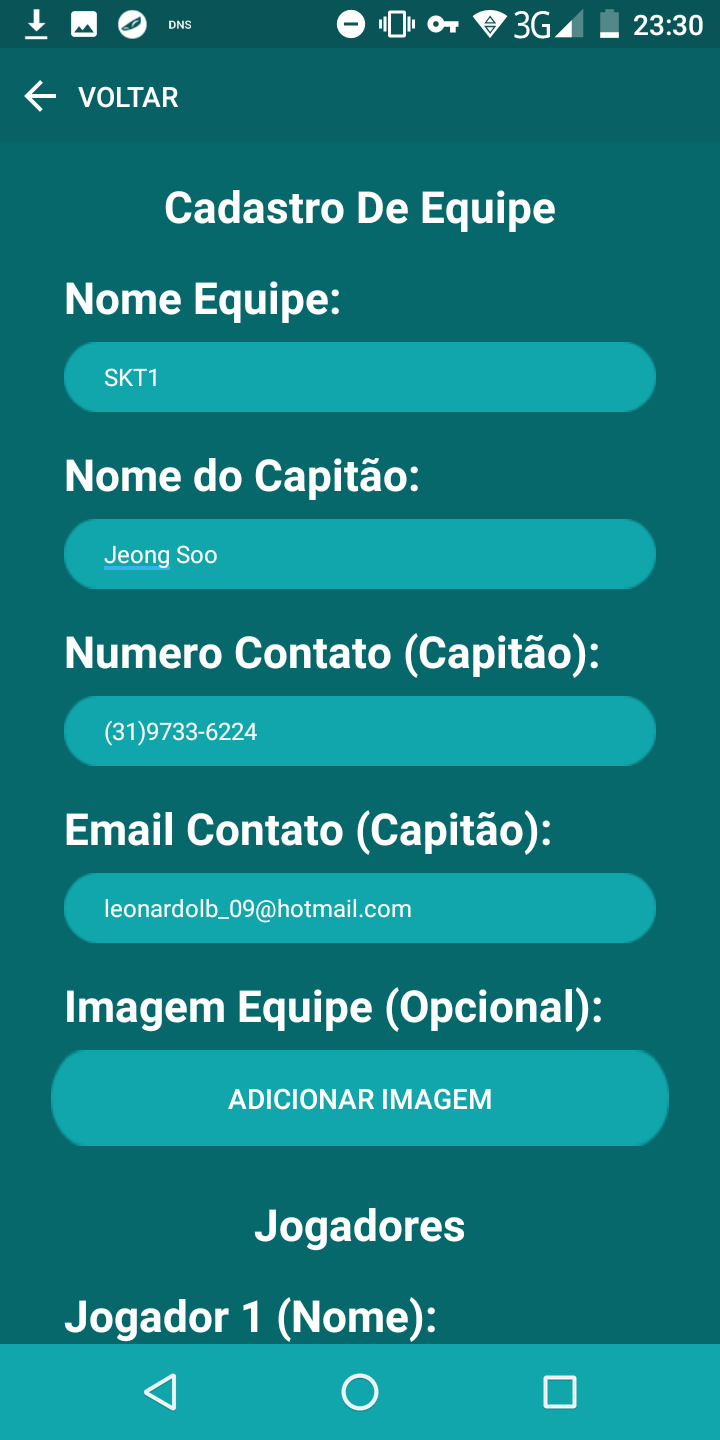 DNS 3G 23:30
VOLTAR
Cadastro De Equipe
Nome Equipe:
SKT1
Nome do Capitão:
Jeong Soo
Numero Contato (Capitão):
(31)9733-6224
Email Contato (Capitão):
leonardolb_09@hotmail.com
Imagem Equipe (Opcional):
ADICIONAR IMAGEM
Jogadores
Jogador 1 (Nome):